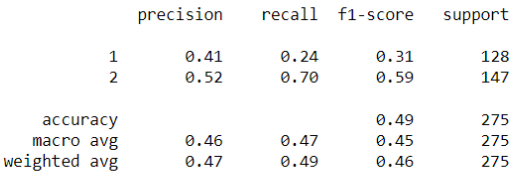 precision recall f1-score support
1 0.41 0.24 0.31 128
2 0.52 0.70 0.59 147
accuracy 0.49 275
macro avg 0.46 0.47 0.45 275
weighted avg 0.47 0.49 0.46 275